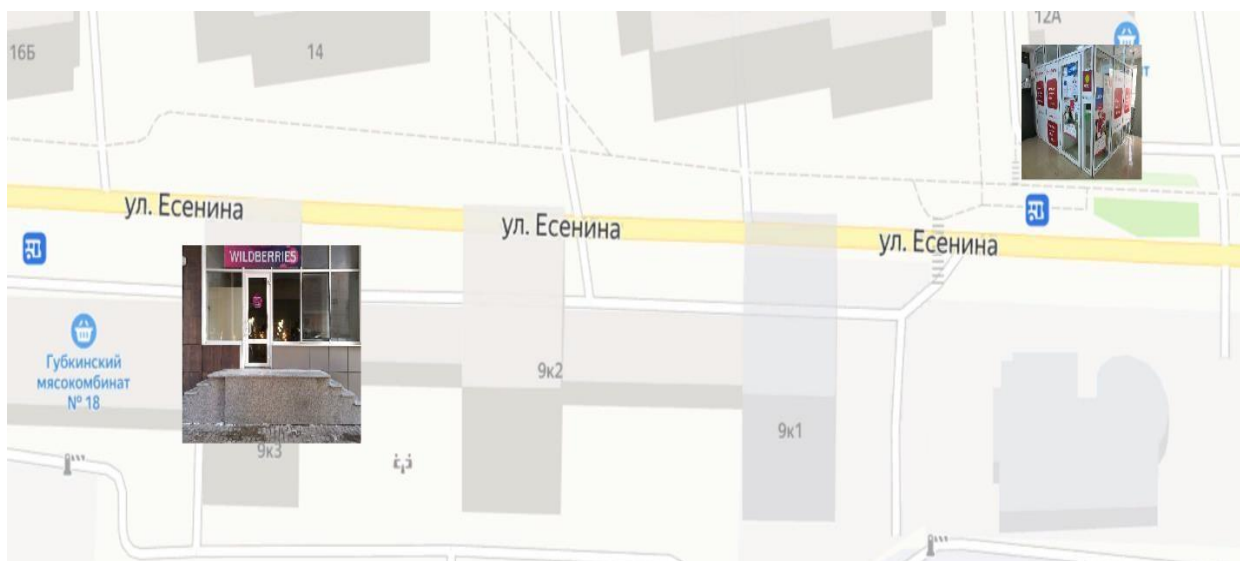 12А
16Б
14
ул. Есенина
ул. Есенина
ул. Есенина
WILDBERRIES
Губкинский
мясокомбинат
№ 18
9к2
9к1
9к3